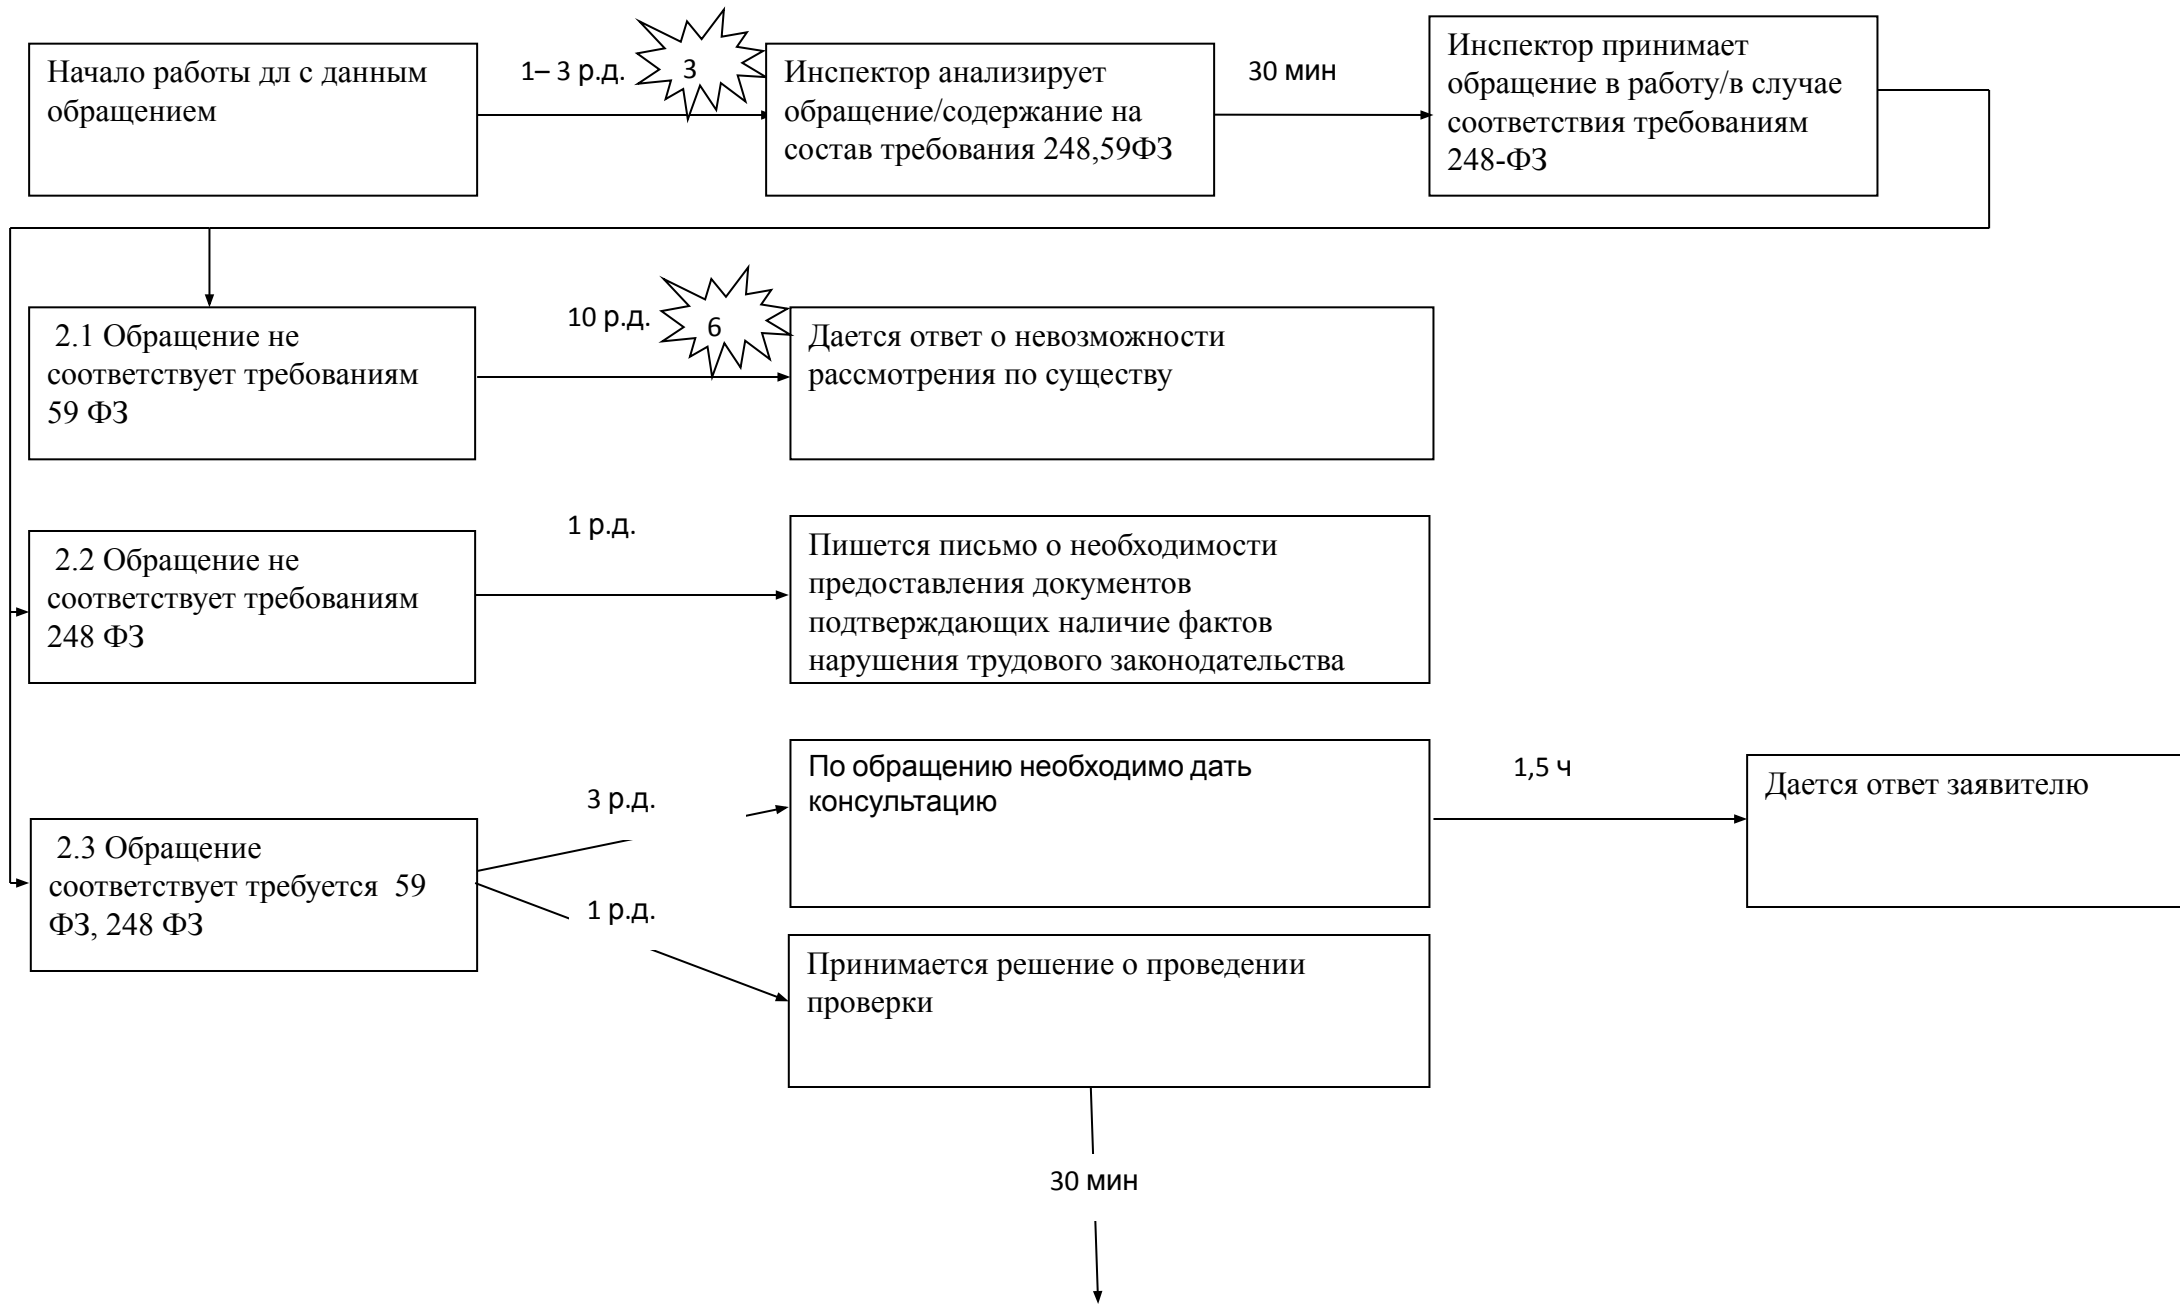 Начало работы дл с данным
обращением
1– 3 р.д.
3
Инспектор анализирует
обращение/содержание на
состав требования 248,59ФЗ
30 мин
Инспектор принимает
обращение в работу/в случае
соответствия требованиям
248-ФЗ
2.1 Обращение не
соответствует требованиям
59 ФЗ
10 р.д.
6
Дается ответ о невозможности
рассмотрения по существу
2.2 Обращение не
соответствует требованиям
248 ФЗ
1 р.д.
Пишется письмо о необходимости
предоставления документов
подтверждающих наличие фактов
нарушения трудового законодательства
2.3 Обращение
соответствует требуется 59
ФЗ, 248 ФЗ
3 р.д.
По обращению необходимо дать
консультацию
1,5 ч
Дается ответ заявителю
1 р.д.
Принимается решение о проведении
проверки
30 мин